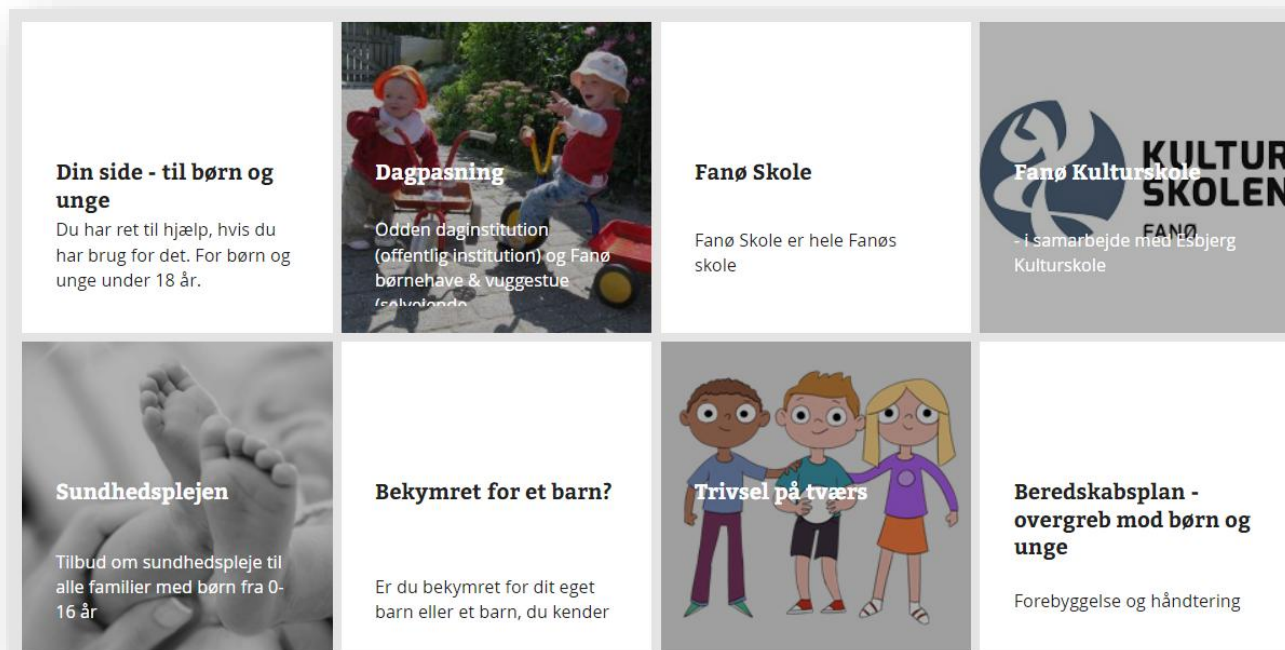 Din side - til børn og
unge
Du har ret til hjælp, hvis du
har brug for det. For børn og
unge under 18 år.
Dagpasning
Odden daginstitution
(offentlig institution) og Fanø
børnehave & vuggestue
(selvejende
Fanø Skole
Fanø Skole er hele Fanøs
skole
KULTUR
SKOLEN
FANØ
Fanø Kulturskole
- i samarbejde med Esbjerg
Kulturskole
Sundhedsplejen
Tilbud om sundhedspleje til
alle familier med børn fra 0-
16 år
Bekymret for et barn?
Er du bekymret for dit eget
barn eller et barn, du kender
Trivsel på tværs
Beredskabsplan -
overgreb mod børn og
unge
Forebyggelse og håndtering